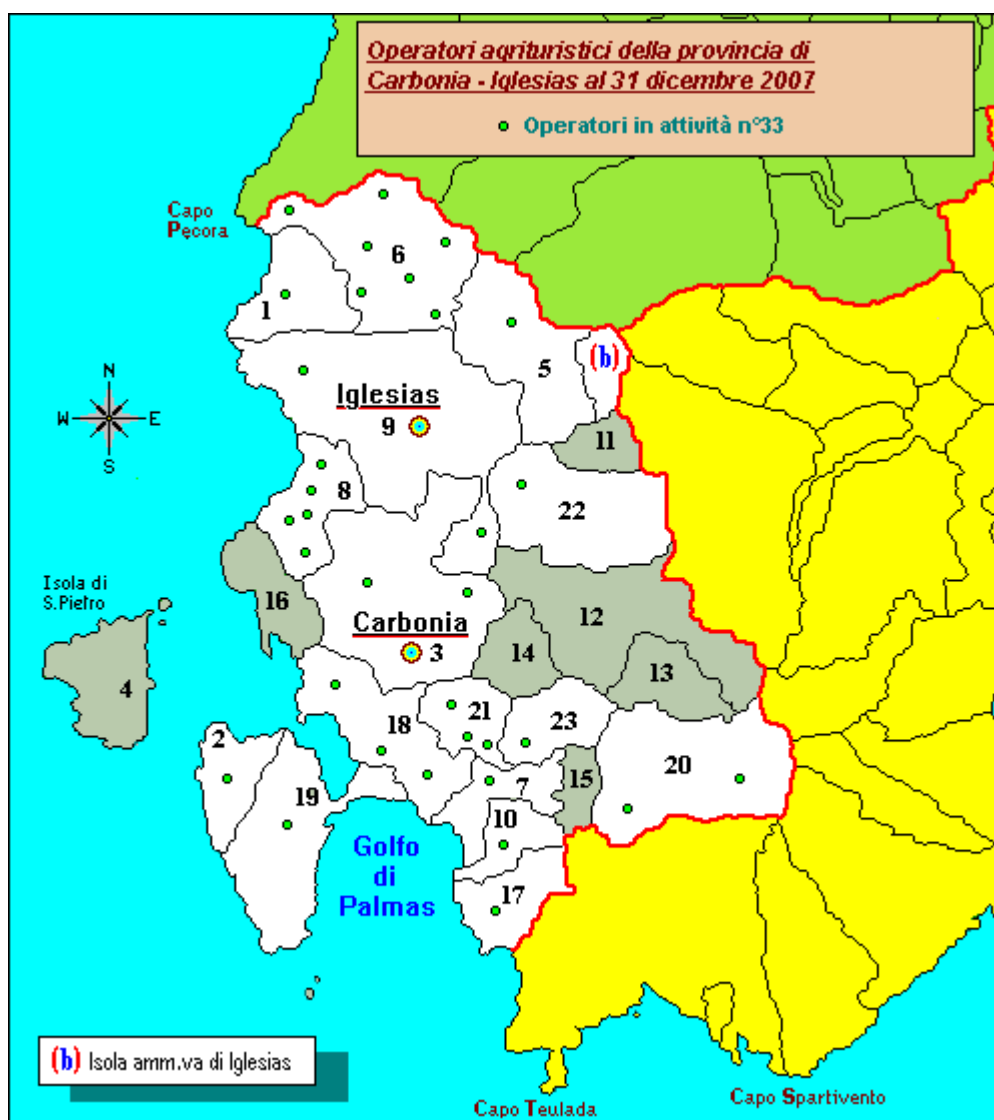 Operatori agrituristici della provincia di
Carbonia - Iglesias al 31 dicembre 2007
Operatori in attività n°33
Capo
Pęcora
6
1
(b)
5
N
W E
S
Iglesias
9
11
8
22
Isola di
S.Pietro
16
12
Carbonia
3
14
13
4
21
23
2
18
20
15
7
19
10
Golfo
di
Palmas
17
(b) Isola amm.va di Iglesias
Capo Spartivento
Capo Teulada